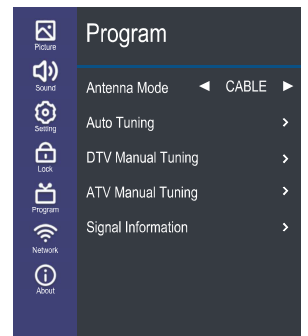 Program
Picture
Sound
Setting
Lock
Program
Network
About
Antenna Mode ◀ CABLE ▶
Auto Tuning >
DTV Manual Tuning >
ATV Manual Tuning >
Signal Information >